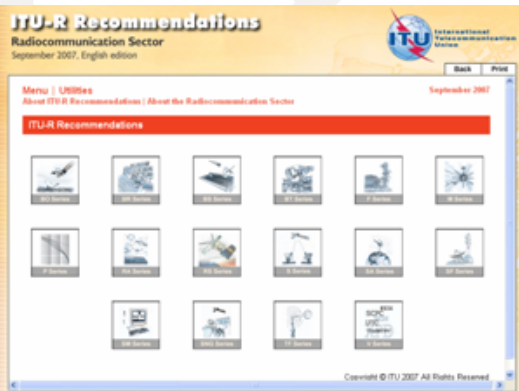 ITU-R Recommendations
Radiocommunication Sector
September 2007, English edition
ITU
International
Telecommunication
Union
Back Print
Menu | Utilities
September 2007
About ITU-R Recommendations | About the Radiocommunication Sector
ITU-R Recommendations
BO Series BR Series BS Series BT Series F Series M Series
P Series RA Series RS Series S Series SA Series SF Series
SM Series SNG Series TF Series V Series
Copyright © ITU 2007 All Rights Reserved